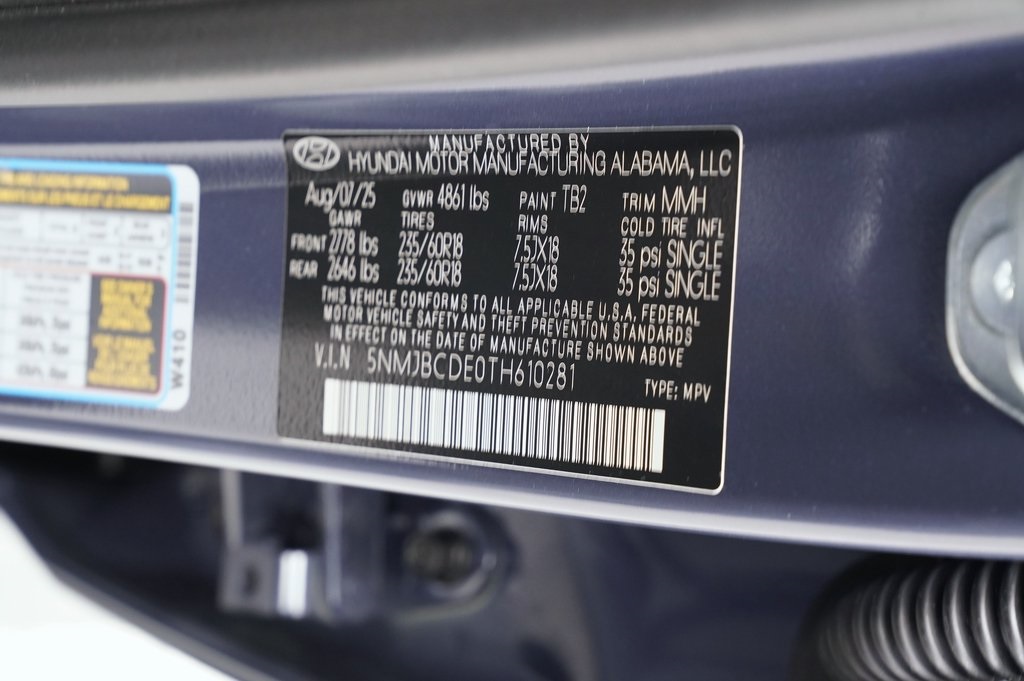 MANUFACTURED BY
HYUNDAI MOTOR MANUFACTURING ALABAMA, LLC
Aug/07/25 GVWR 4861 lbs PAINT TB2 TRIM MMH
GAWR TIRES RIMS COLD TIRE INFL
FRONT 2778 lbs 235/60R18 7.5JX18 35 psi SINGLE
REAR 2646 lbs 235/60R18 7.5JX18 35 psi SINGLE
THIS VEHICLE CONFORMS TO ALL APPLICABLE U.S.A. FEDERAL
MOTOR VEHICLE SAFETY AND THEFT PREVENTION STANDARDS
IN EFFECT ON THE DATE OF MANUFACTURE SHOWN ABOVE
V.I.N 5NMJBCDE0TH610281
TYPE: MPV
W410